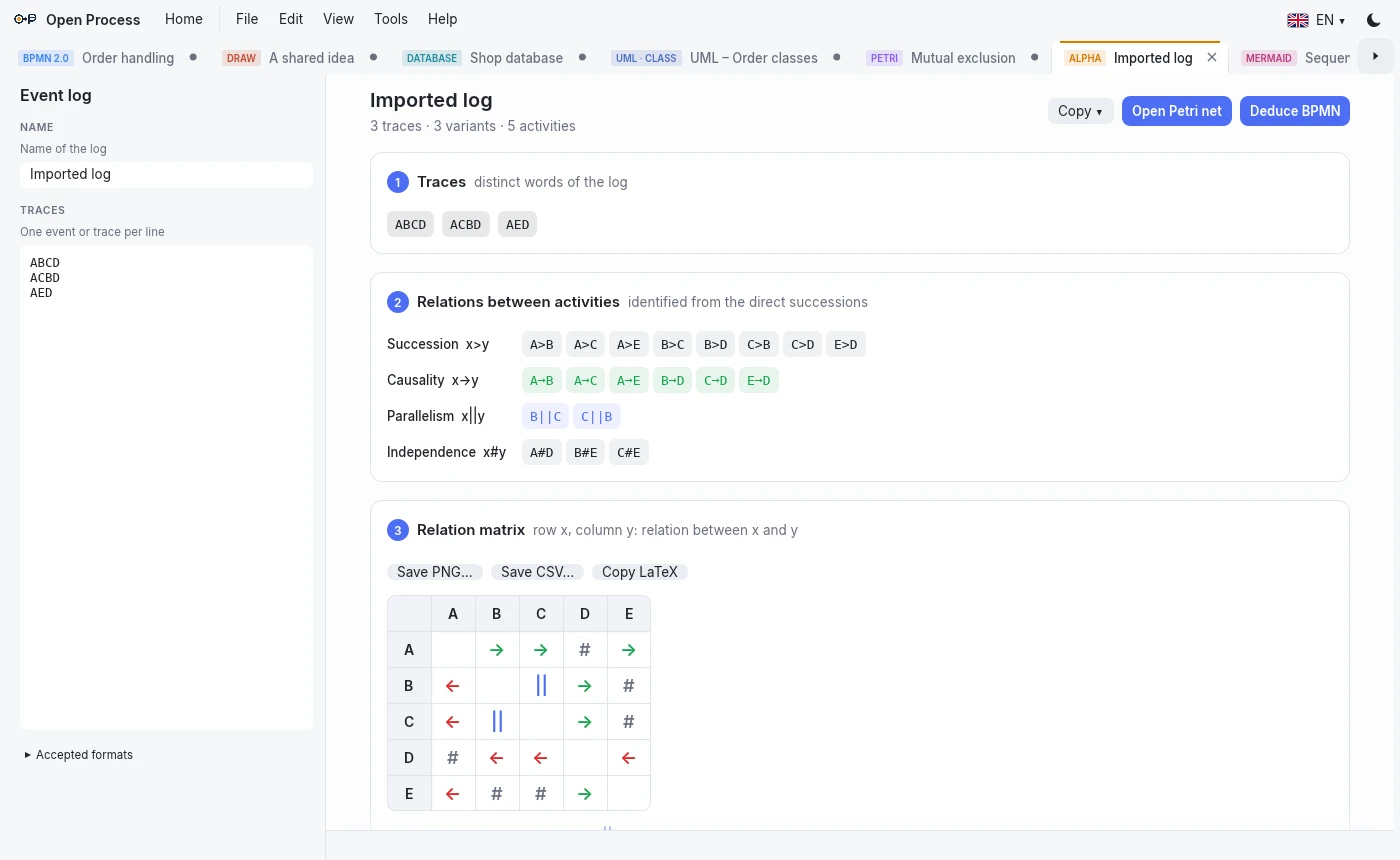 Open Process Home File Edit View Tools Help EN ▾
BPMN 2.0 Order handling ● DRAW A shared idea ● DATABASE Shop database ● UML · CLASS UML – Order classes ● PETRI Mutual exclusion ● ALPHA Imported log × MERMAID Sequer ▸
Event log
NAME
Name of the log
Imported log
TRACES
One event or trace per line
ABCD
ACBD
AED
▸ Accepted formats
Imported log
3 traces · 3 variants · 5 activities
Copy ▾ Open Petri net Deduce BPMN
1 Traces distinct words of the log
ABCD ACBD AED
2 Relations between activities identified from the direct successions
Succession x>y A>B A>C A>E B>C B>D C>B C>D E>D
Causality x→y A→B A→C A→E B→D C→D E→D
Parallelism x||y B||C C||B
Independence x#y A#D B#E C#E
3 Relation matrix row x, column y: relation between x and y
Save PNG... Save CSV... Copy LaTeX
A B C D E
A → → # →
B ← || → #
C ← || → #
D # ← ← ←
E ← # # →